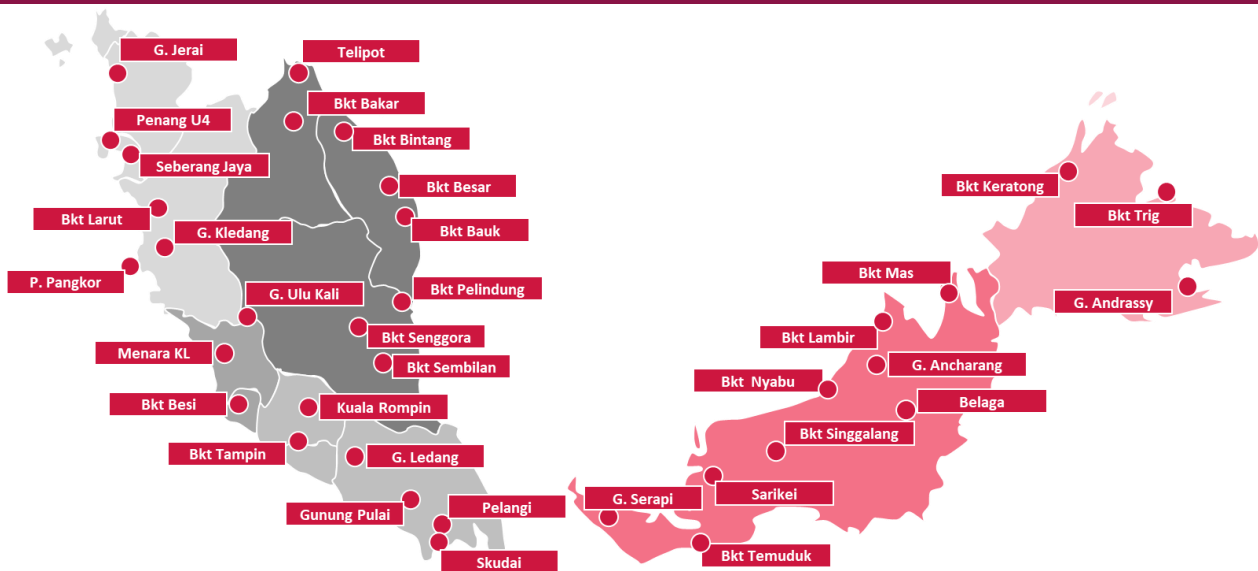 G. Jerai
Telipot
Bkt Bakar
Penang U4
Bkt Bintang
Seberang Jaya
Bkt Besar
Bkt Larut
Bkt Bauk
G. Kledang
P. Pangkor
G. Ulu Kali
Bkt Pelindung
Bkt Senggora
Menara KL
Bkt Sembilan
Bkt Besi
Kuala Rompin
Bkt Tampin
G. Ledang
Gunung Pulai
Pelangi
Skudai
Bkt Keratong
Bkt Trig
Bkt Mas
G. Andrassy
Bkt Lambir
G. Ancharang
Bkt Nyabu
Belaga
Bkt Singgalang
G. Serapi
Sarikei
Bkt Temuduk